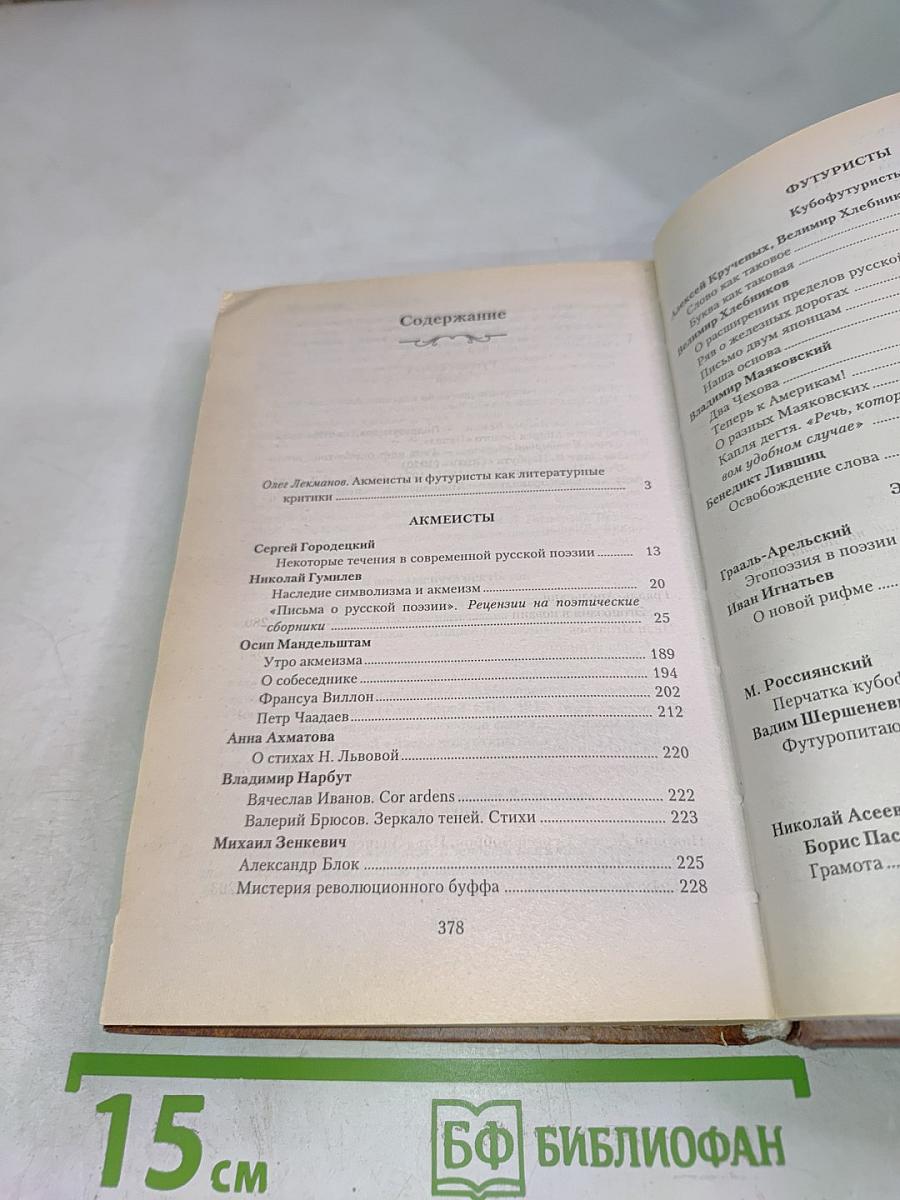 Содержание
Олег Лекманов. Акмеисты и футуристы как литературные
критики ........ 3
АКМЕИСТЫ
Сергей Городецкий
Некоторые течения в современной русской поэзии ........ 13
Николай Гумилев
Наследие символизма и акмеизм ........ 20
«Письма о русской поэзии». Рецензии на поэтические
сборники ........ 25
Осип Мандельштам
Утро акмеизма ........ 189
О собеседнике ........ 194
Франсуа Виллон ........ 202
Петр Чаадаев ........ 212
Анна Ахматова
О стихах Н. Львовой ........ 220
Владимир Нарбут
Вячеслав Иванов. Cor ardens ........ 222
Валерий Брюсов. Зеркало теней. Стихи ........ 223
Михаил Зенкевич
Александр Блок ........ 225
Мистерия революционного буффа ........ 228
378
ФУТУРИСТЫ
Кубофутуристы
Алексей Крученых, Велимир Хлебник
Слово как таковое
Буква как таковая
Велимир Хлебников
О расширении пределов русской
Ряв о железных дорогах
Письмо двум японцам
Наша основа
Владимир Маяковский
Два Чехова
Теперь к Америкам!
О разных Маяковских
Капля дегтя. «Речь, котор
вом удобном случае»
Бенедикт Лившиц
Освобождение слова
Э
Грааль-Арельский
Эгопоэзия в поэзии
Иван Игнатьев
О новой рифме
М. Россиянский
Перчатка кубоф
Вадим Шершеневи
Футуропитаю
Николай Асеев
Борис Пас
Грамота
15 см
БФ БИБЛИОФАН